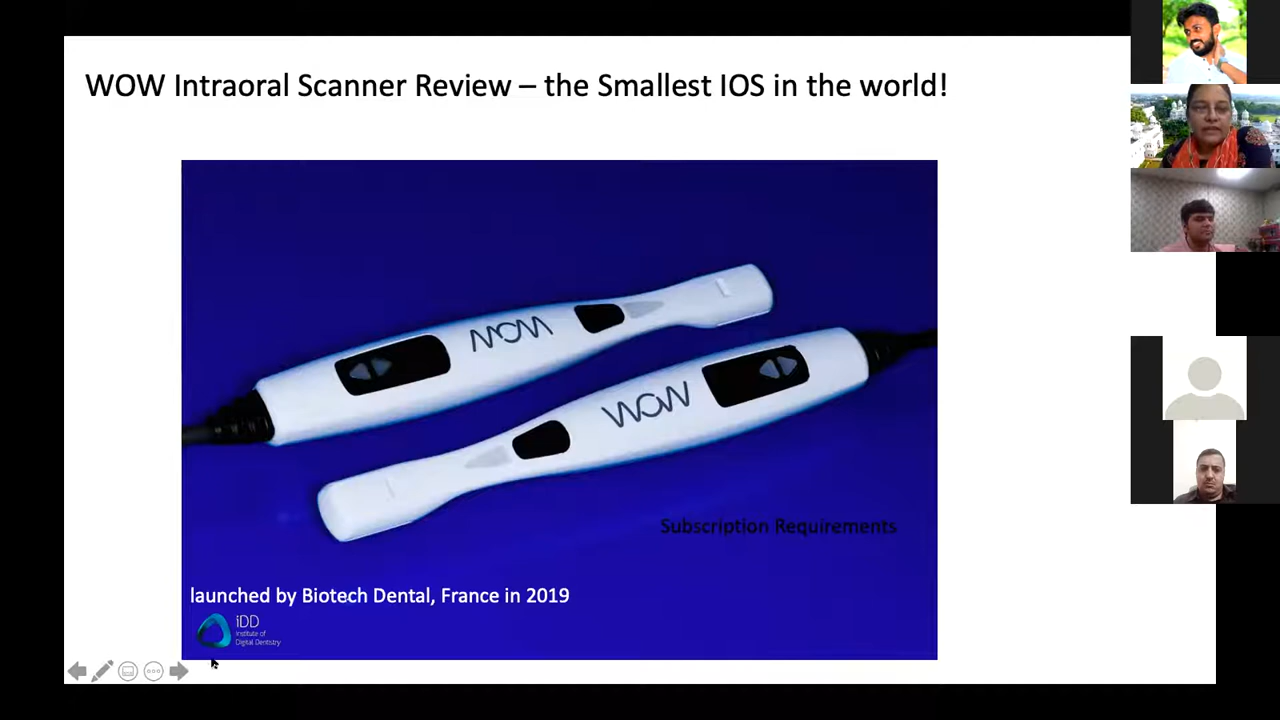 WOW Intraoral Scanner Review – the Smallest IOS in the world!
WOW
WOW
Subscription Requirements
launched by Biotech Dental, France in 2019
iDD
Institute of
Digital Dentistry